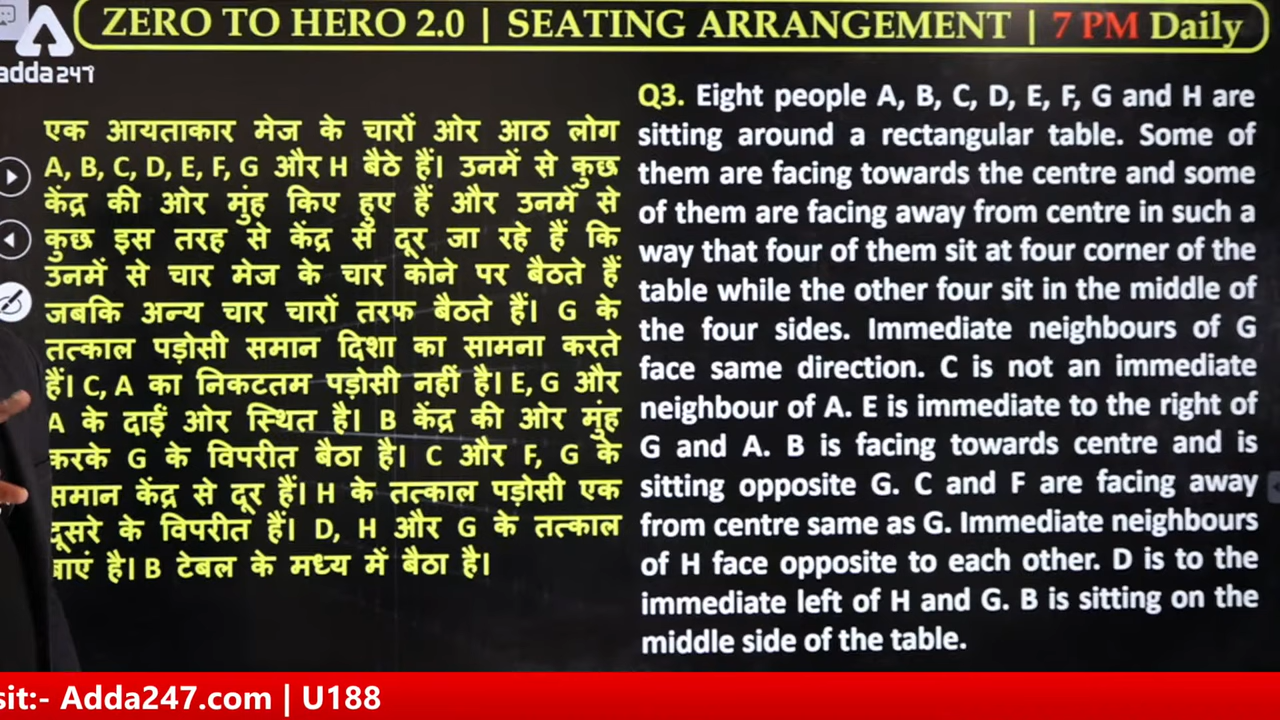 ZERO TO HERO 2.0 | SEATING ARRANGEMENT | 7 PM Daily
adda247
एक आयताकार मेज के चारों ओर आठ लोग
A, B, C, D, E, F, G और H बैठे हैं। उनमें से कुछ
केंद्र की ओर मुंह किए हुए हैं और उनमें से
कुछ इस तरह से केंद्र से दूर जा रहे हैं कि
उनमें से चार मेज के चार कोने पर बैठते हैं
जबकि अन्य चार चारों तरफ बैठते हैं। G के
तत्काल पड़ोसी समान दिशा का सामना करते
हैं। C, A का निकटतम पड़ोसी नहीं है। E, G और
A के दाईं ओर स्थित है। B केंद्र की ओर मुंह
करके G के विपरीत बैठा है। C और F, G के
समान केंद्र से दूर हैं। H के तत्काल पड़ोसी एक
दूसरे के विपरीत हैं। D, H और G के तत्काल
बाएं है। B टेबल के मध्य में बैठा है।
Q3. Eight people A, B, C, D, E, F, G and H are
sitting around a rectangular table. Some of
them are facing towards the centre and some
of them are facing away from centre in such a
way that four of them sit at four corner of the
table while the other four sit in the middle of
the four sides. Immediate neighbours of G
face same direction. C is not an immediate
neighbour of A. E is immediate to the right of
G and A. B is facing towards centre and is
sitting opposite G. C and F are facing away
from centre same as G. Immediate neighbours
of H face opposite to each other. D is to the
immediate left of H and G. B is sitting on the
middle side of the table.
sit:- Adda247.com | U188